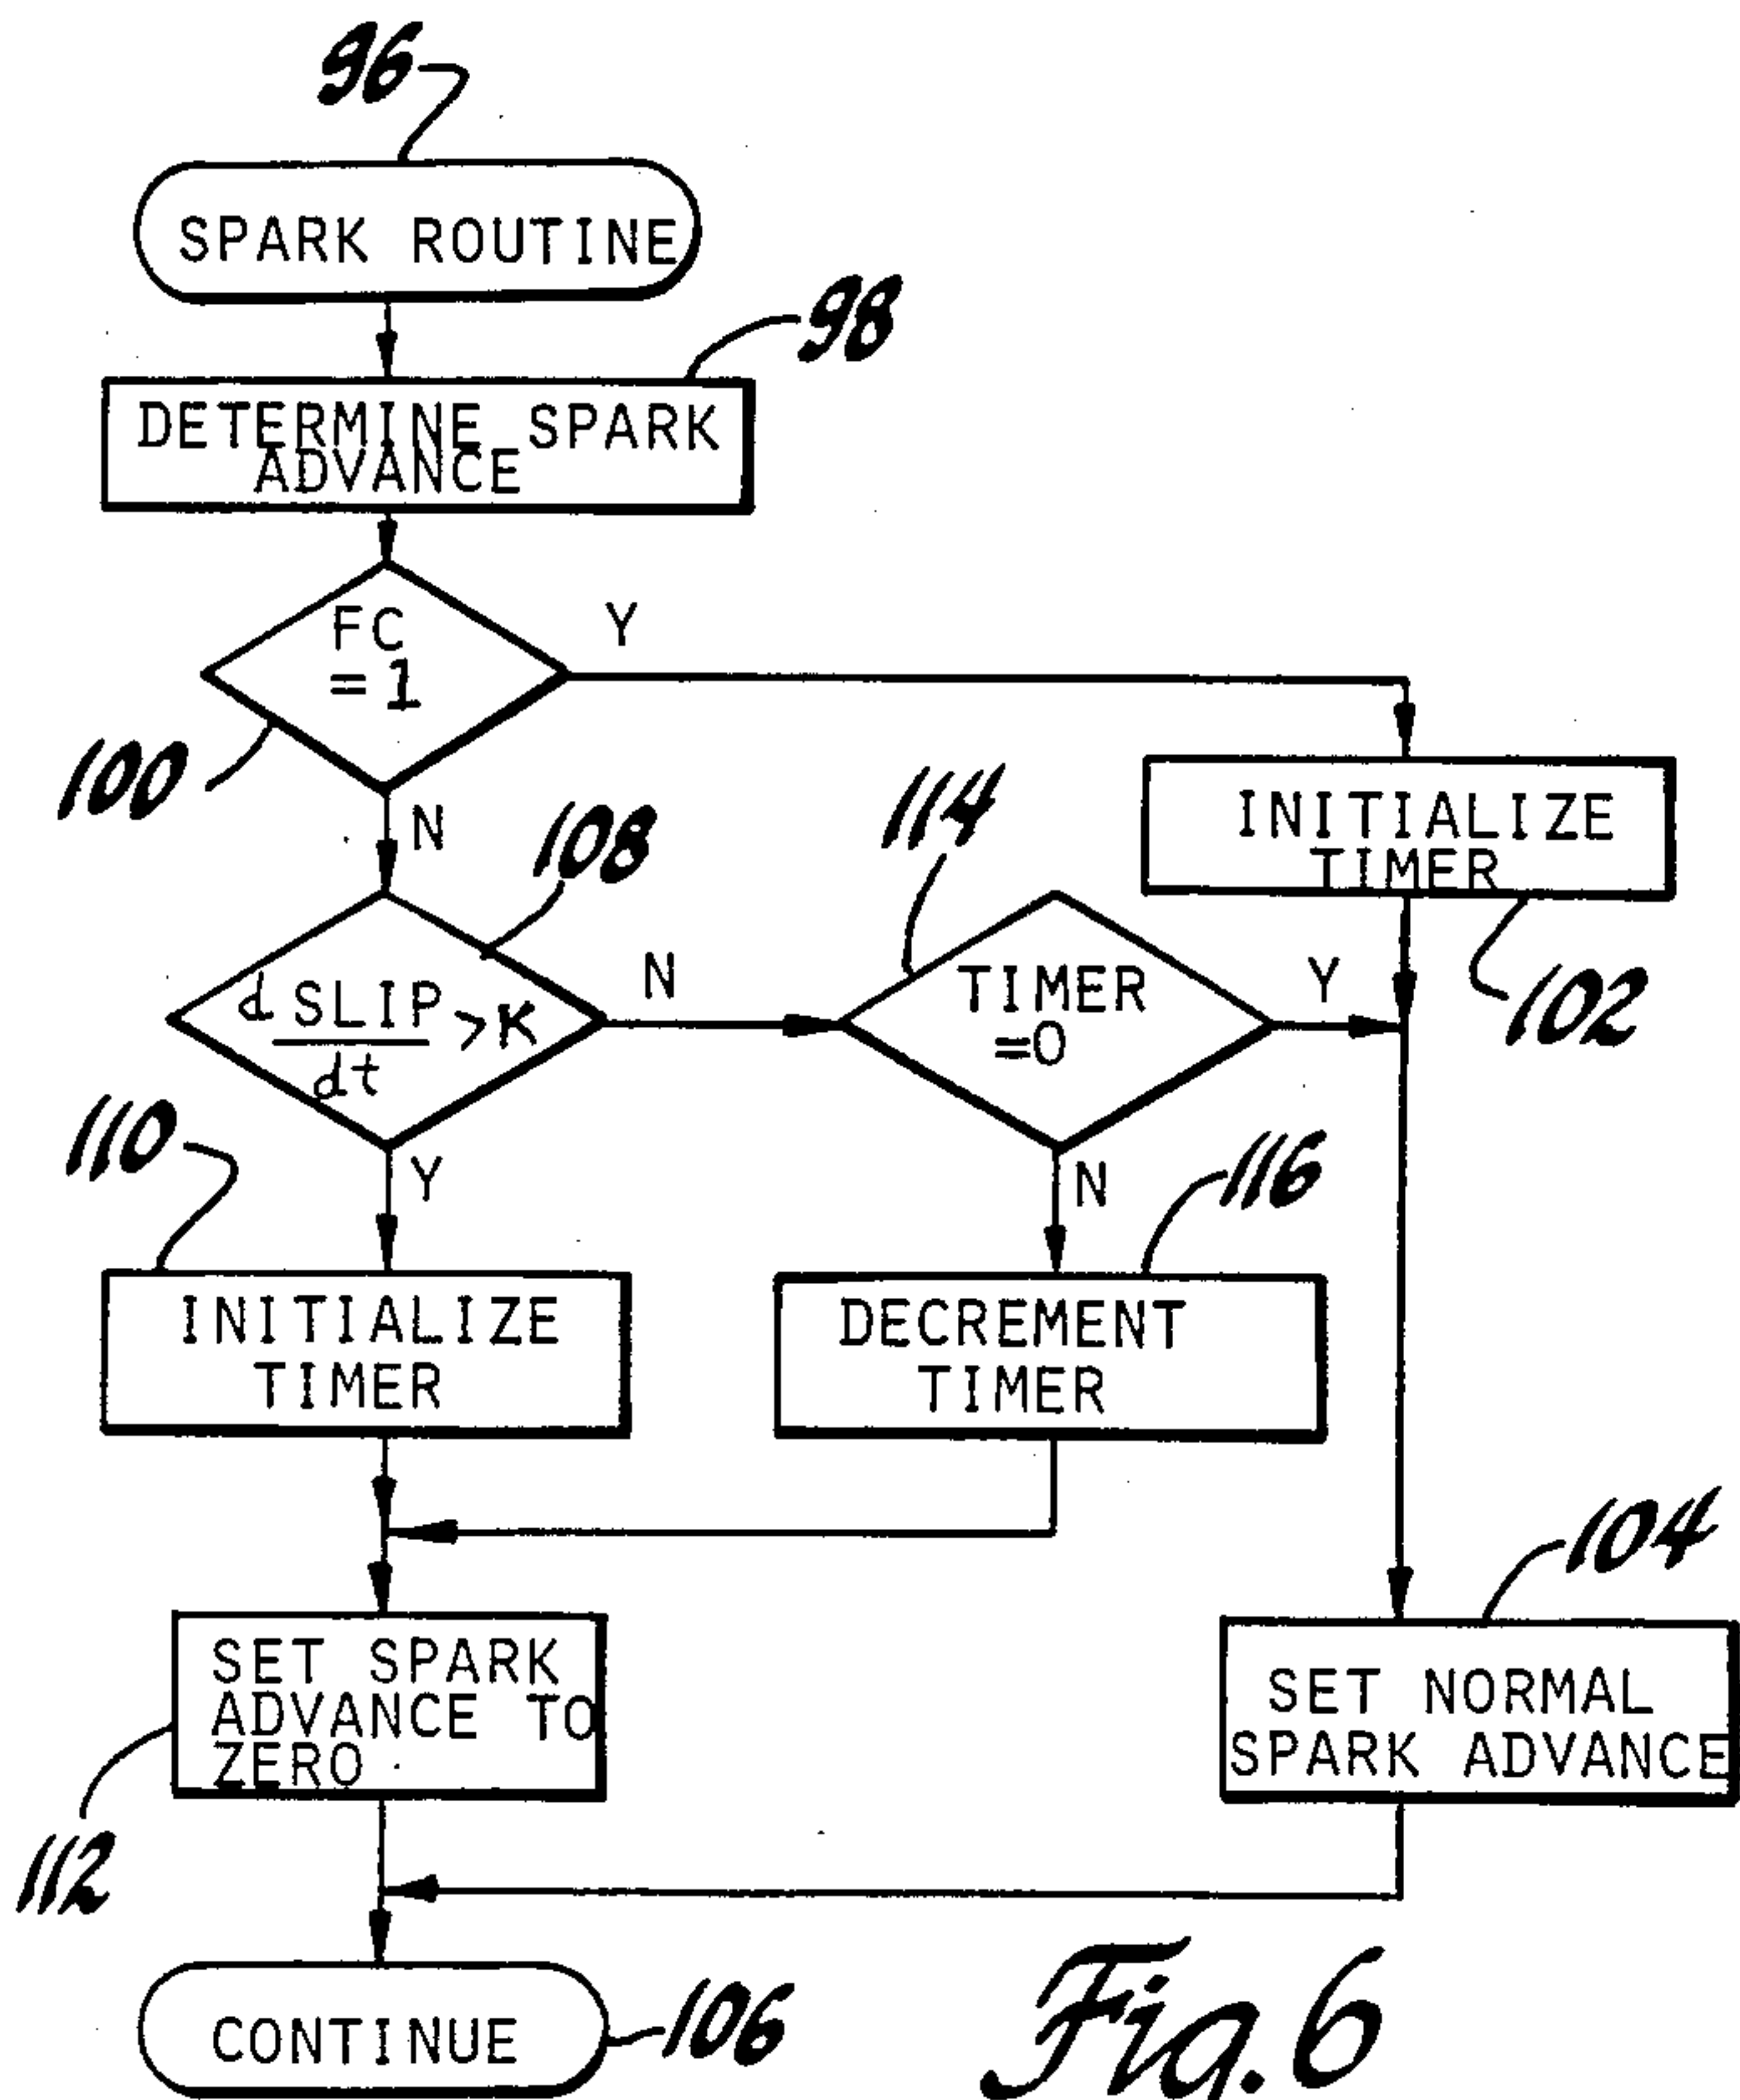 96
SPARK ROUTINE
98
DETERMINE SPARK
ADVANCE
FC
=1
Y
100
N
108
114
INITIALIZE
TIMER
102
d SLIP
dt
>K
N
TIMER
=0
Y
110
Y
N
116
INITIALIZE
TIMER
DECREMENT
TIMER
104
SET SPARK
ADVANCE TO
ZERO
SET NORMAL
SPARK ADVANCE
112
CONTINUE
106
Fig. 6